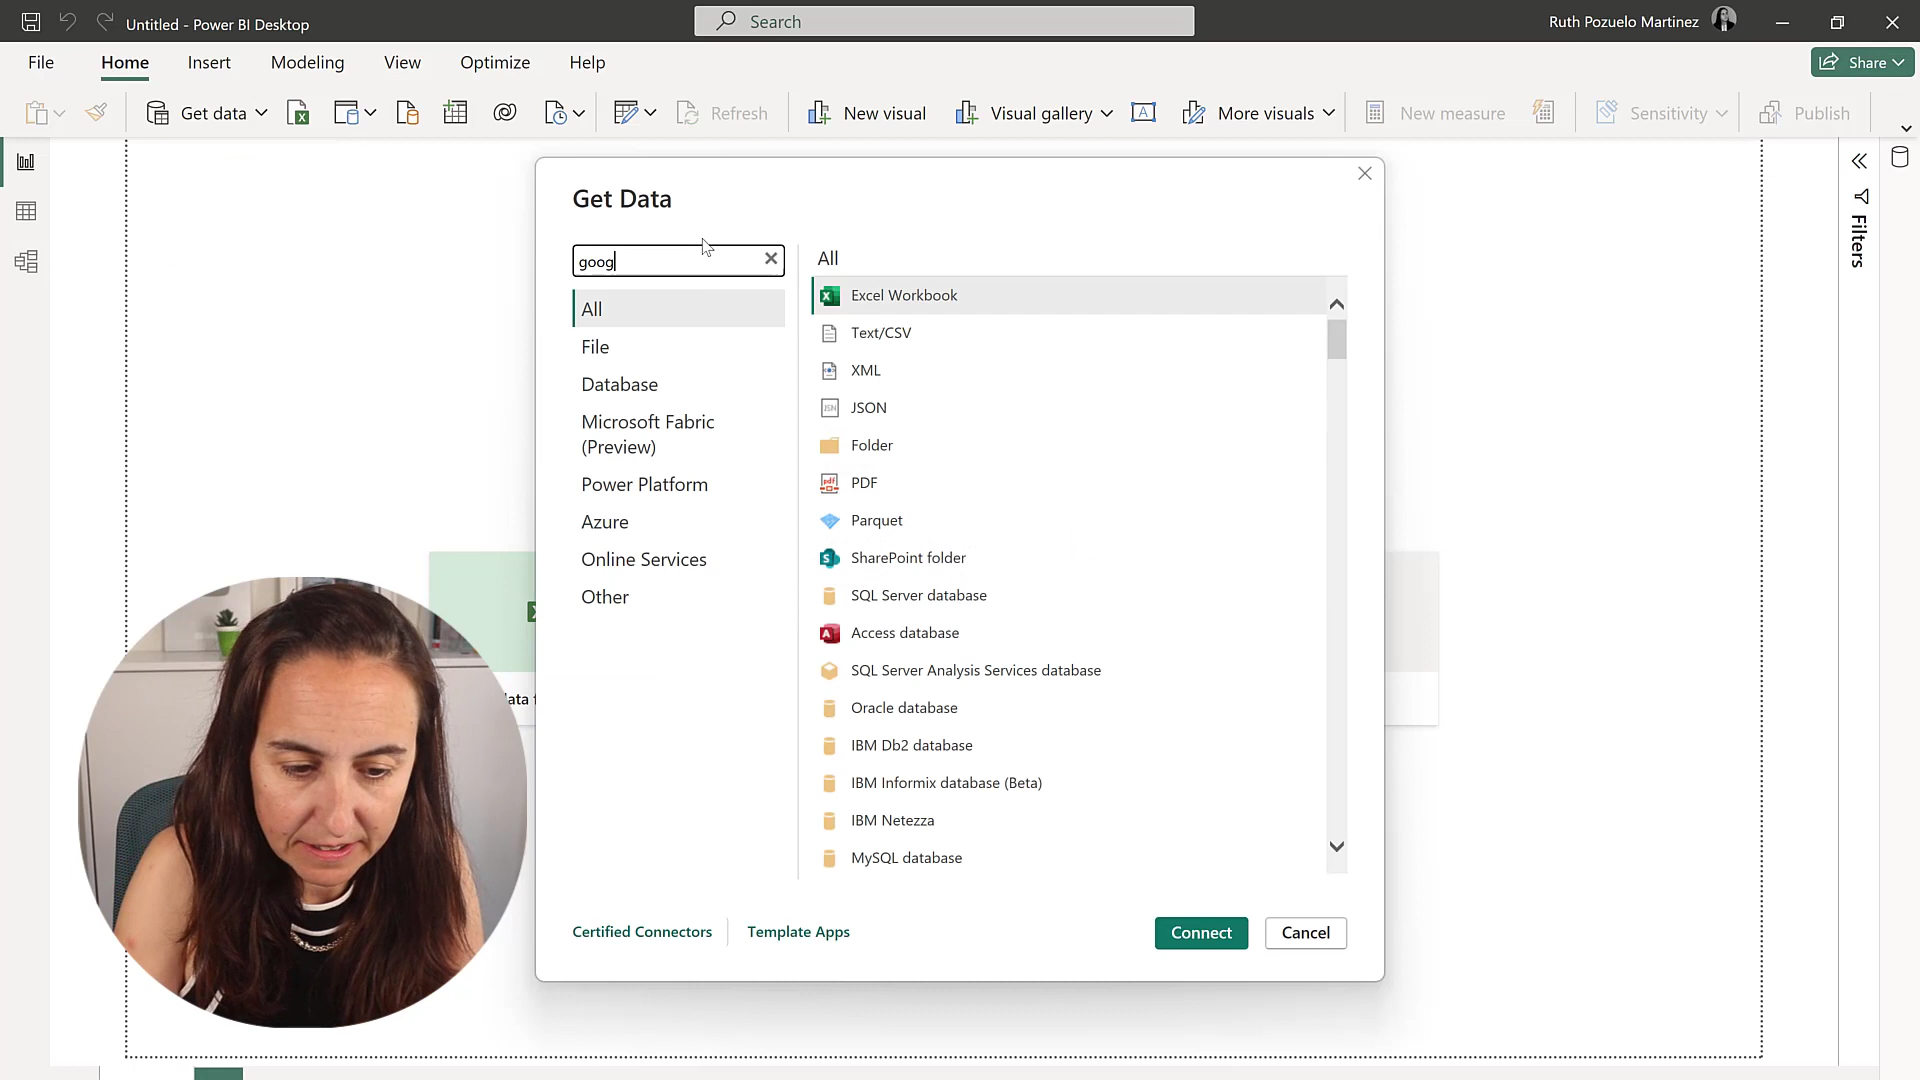 Untitled - Power BI Desktop
Search
Ruth Pozuelo Martinez
File
Home
Insert
Modeling
View
Optimize
Help
Share
Get data
Refresh
New visual
Visual gallery
More visuals
New measure
Sensitivity
Publish
Get Data
goog
All
File
Database
Microsoft Fabric
(Preview)
Power Platform
Azure
Online Services
Other
All
Excel Workbook
Text/CSV
XML
JSON
Folder
PDF
Parquet
SharePoint folder
SQL Server database
Access database
SQL Server Analysis Services database
Oracle database
IBM Db2 database
IBM Informix database (Beta)
IBM Netezza
MySQL database
Certified Connectors
Template Apps
Connect
Cancel
Filters